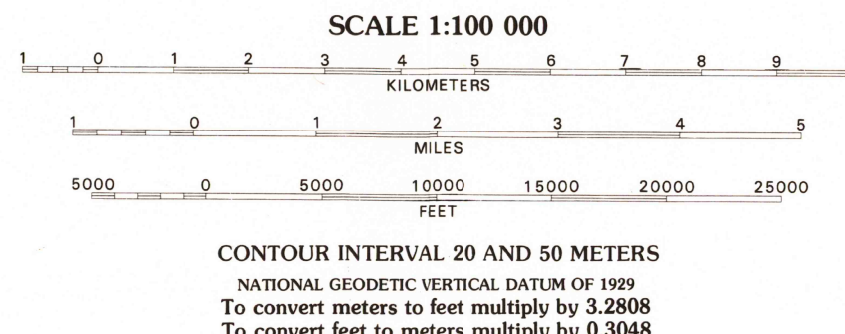 SCALE 1:100 000
1 0 1 2 3 4 5 6 7 8 9
KILOMETERS
1 0 1 2 3 4 5
MILES
5000 0 5000 10000 15000 20000 25000
FEET
CONTOUR INTERVAL 20 AND 50 METERS
NATIONAL GEODETIC VERTICAL DATUM OF 1929
To convert meters to feet multiply by 3.2808
To convert feet to meters multiply by 0.3048